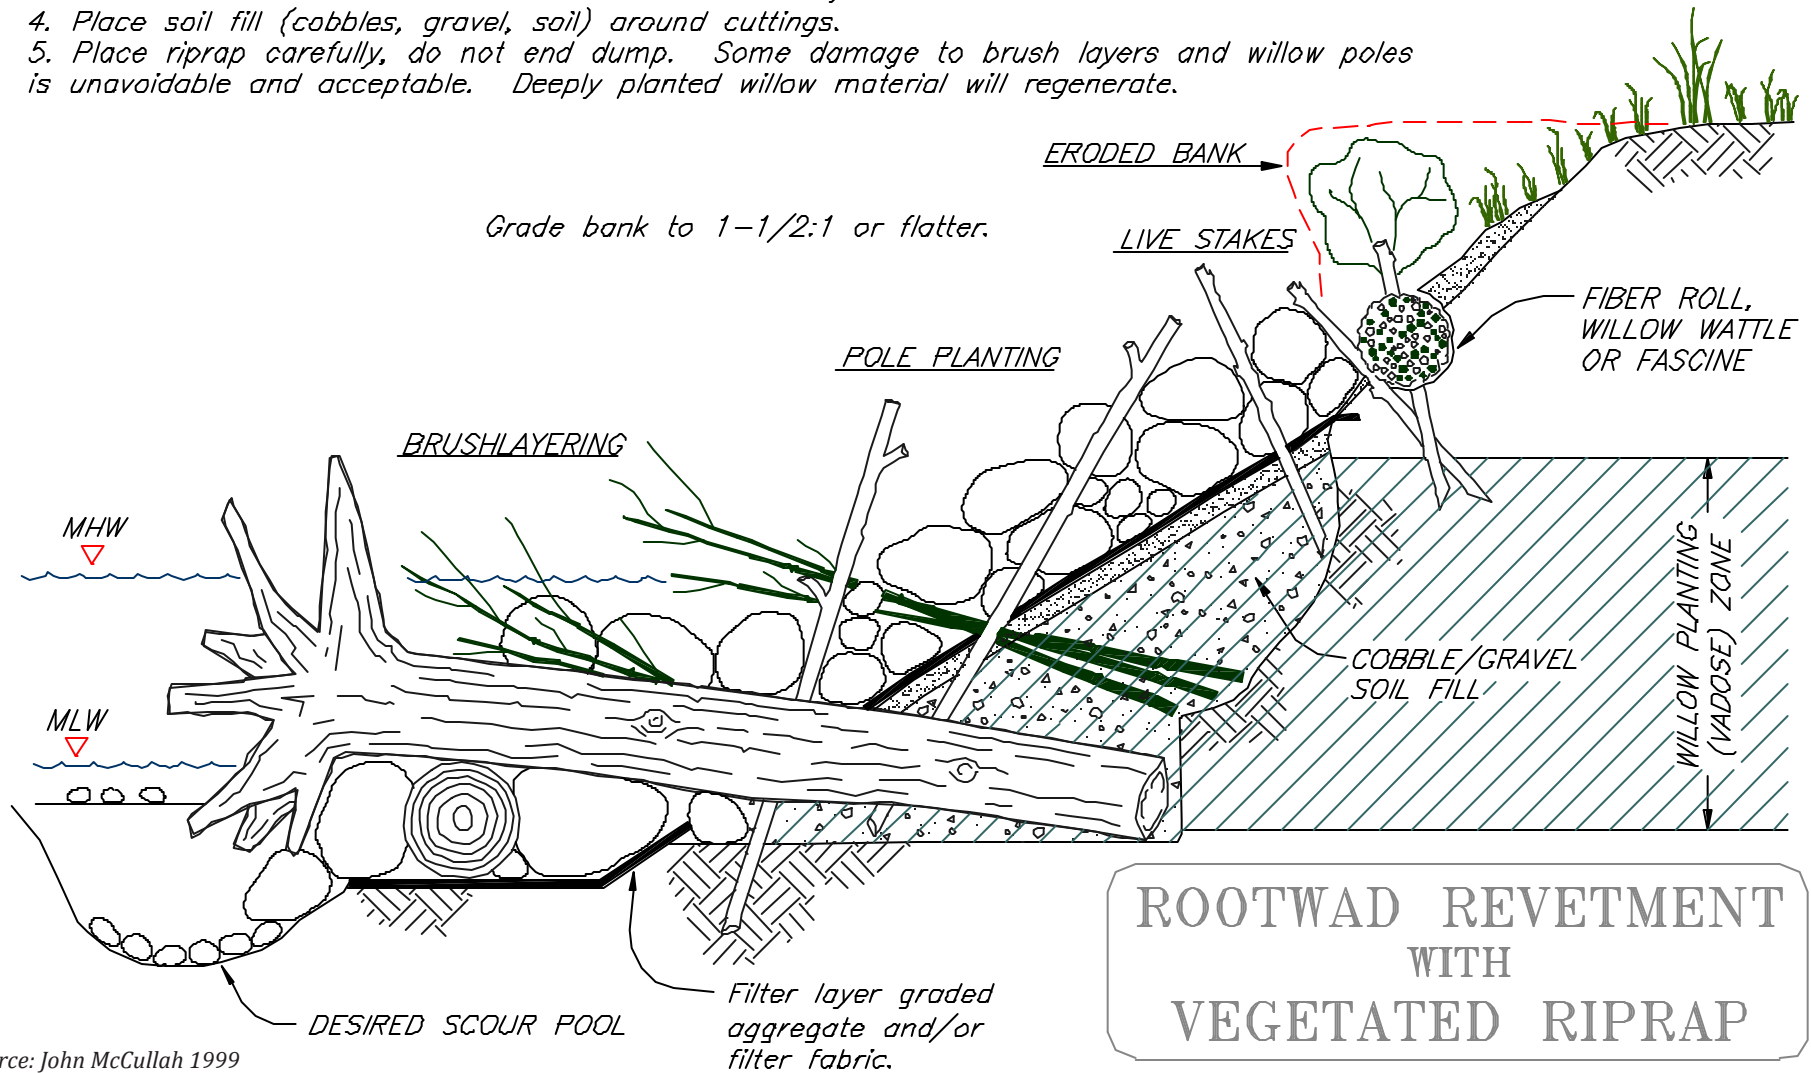 4. Place soil fill (cobbles, gravel, soil) around cuttings.
5. Place riprap carefully, do not end dump. Some damage to brush layers and willow poles
is unavoidable and acceptable. Deeply planted willow material will regenerate.
ERODED BANK
Grade bank to 1-1/2:1 or flatter.
LIVE STAKES
FIBER ROLL,
WILLOW WATTLE
OR FASCINE
POLE PLANTING
BRUSHLAYERING
MHW
WILLOW PLANTING
(VADOSE) ZONE
COBBLE/GRAVEL
SOIL FILL
MLW
ROOTWAD REVETMENT
WITH
VEGETATED RIPRAP
Filter layer graded
aggregate and/or
filter fabric.
DESIRED SCOUR POOL
rce: John McCullah 1999